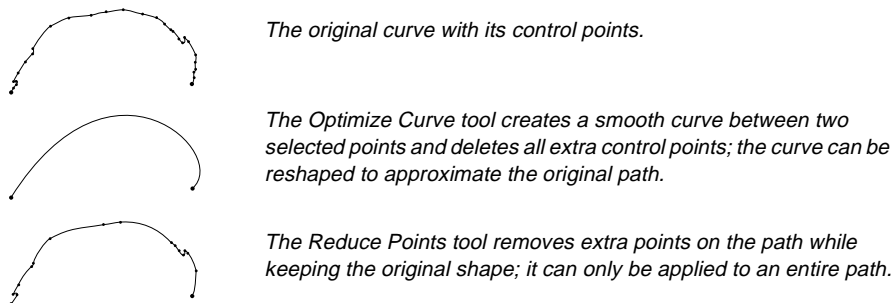 The original curve with its control points.
The Optimize Curve tool creates a smooth curve between two
selected points and deletes all extra control points; the curve can be
reshaped to approximate the original path.
The Reduce Points tool removes extra points on the path while
keeping the original shape; it can only be applied to an entire path.